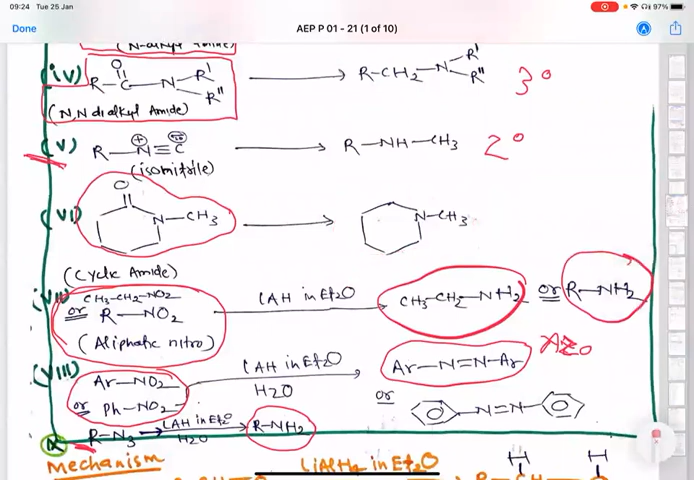 09:24 Tue 25 Jan
97%
Done
AEP P 01 - 21 (1 of 10)
(iv) R-C(=O)-N(R')(R'') → R-CH2-N(R')(R'') 3°
(N,N dialkyl Amide)
(V) R-N⊕≡C⊖ → R-NH-CH3 2°
(isonitrile)
(VI) O N-CH3 → N-CH3
(Cyclic Amide)
(VII) CH3-CH2-NO2 LAH in Et2O → CH3-CH2-NH2 or R-NH2
or R-NO2
(Aliphatic nitro)
AZO
(VIII) Ar-NO2 LAH in Et2O → Ar-N=N-Ar
or Ph-NO2 H2O or -N=N-
IX R-N3 LAH in Et2O → R-NH2
H2O
Mechanism LiAlH4 in Et2O H H